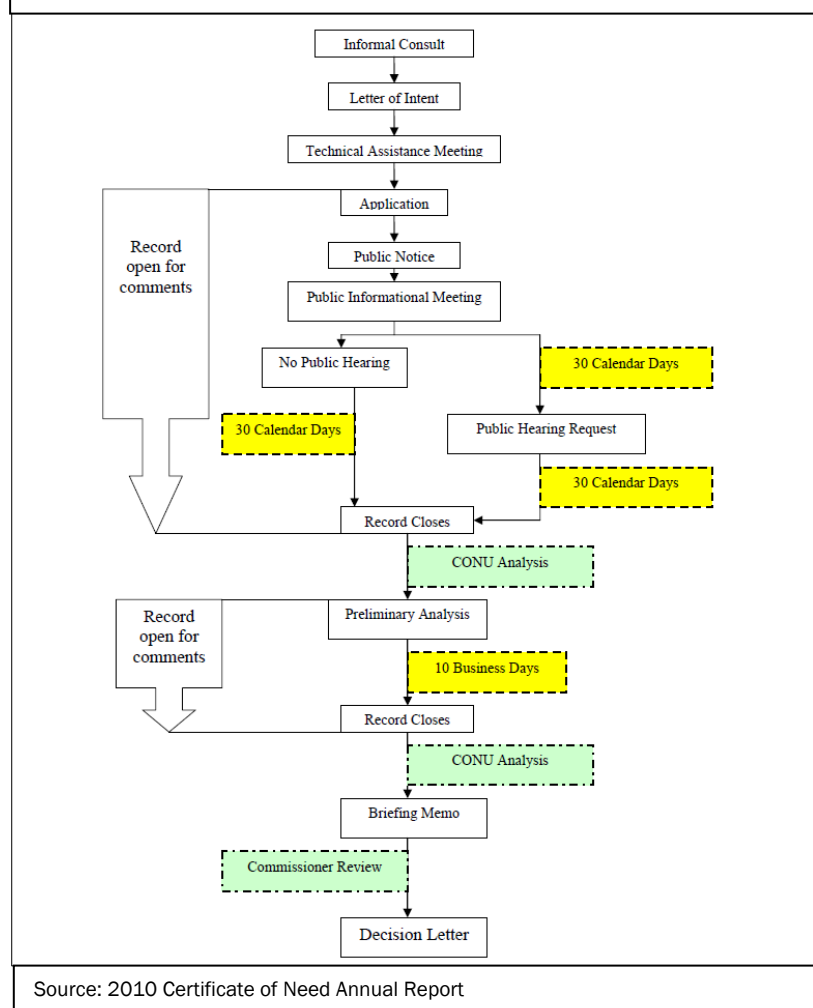 Informal Consult
Letter of Intent
Technical Assistance Meeting
Application
Record
open for
comments
Public Notice
Public Informational Meeting
No Public Hearing
30 Calendar Days
30 Calendar Days
Public Hearing Request
30 Calendar Days
Record Closes
CONU Analysis
Record
open for
comments
Preliminary Analysis
10 Business Days
Record Closes
CONU Analysis
Briefing Memo
Commissioner Review
Decision Letter
Source: 2010 Certificate of Need Annual Report